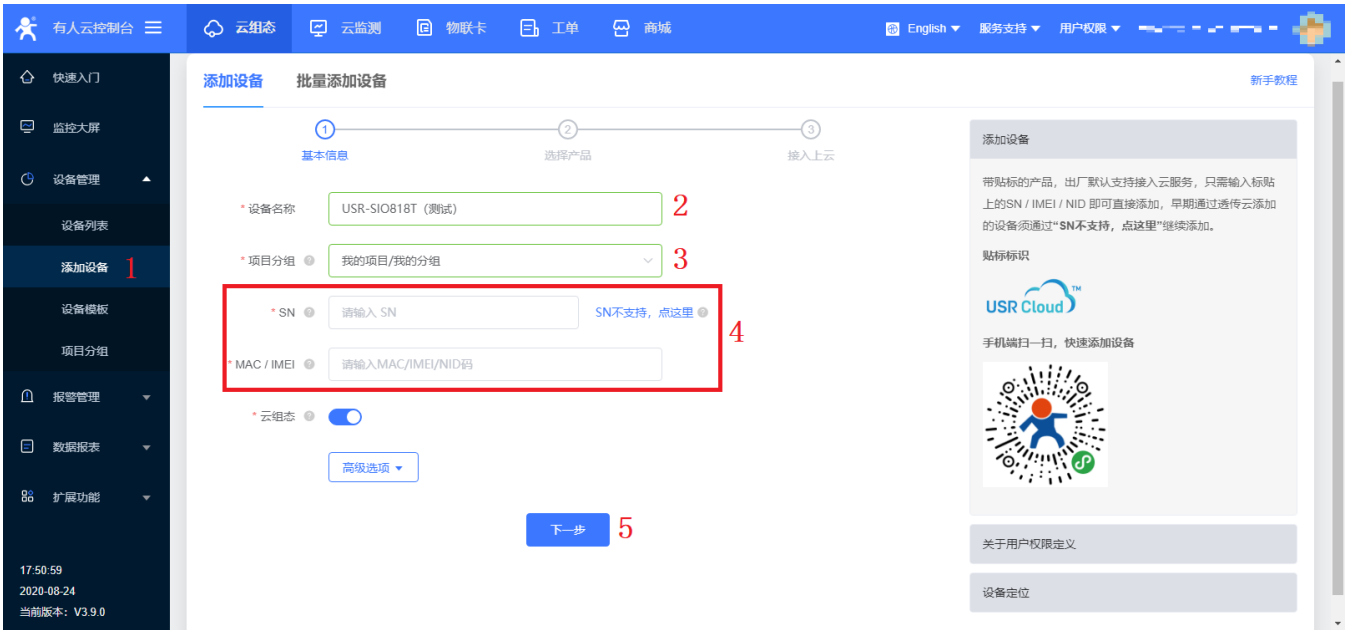 有人云控制台
云组态
云监测
物联卡
工单
商城
English
服务支持
用户权限
快速入门
监控大屏
设备管理
设备列表
添加设备 1
设备模板
项目分组
报警管理
数据报表
扩展功能
17:50:59
2020-08-24
当前版本：V3.9.0
添加设备
批量添加设备
新手教程
1
2
3
基本信息
选择产品
接入上云
* 设备名称
USR-SIO818T（测试）
2
* 项目分组
我的项目/我的分组
3
* SN
请输入 SN
SN不支持，点这里
4
* MAC / IMEI
请输入MAC/IMEI/NID码
* 云组态
高级选项
下一步
5
添加设备
带贴标的产品，出厂默认支持接入云服务，只需输入标贴
上的SN / IMEI / NID 即可直接添加，早期通过透传云添加
的设备须通过“SN不支持，点这里”继续添加。
贴标标识
USR Cloud™
手机端扫一扫，快速添加设备
关于用户权限定义
设备定位